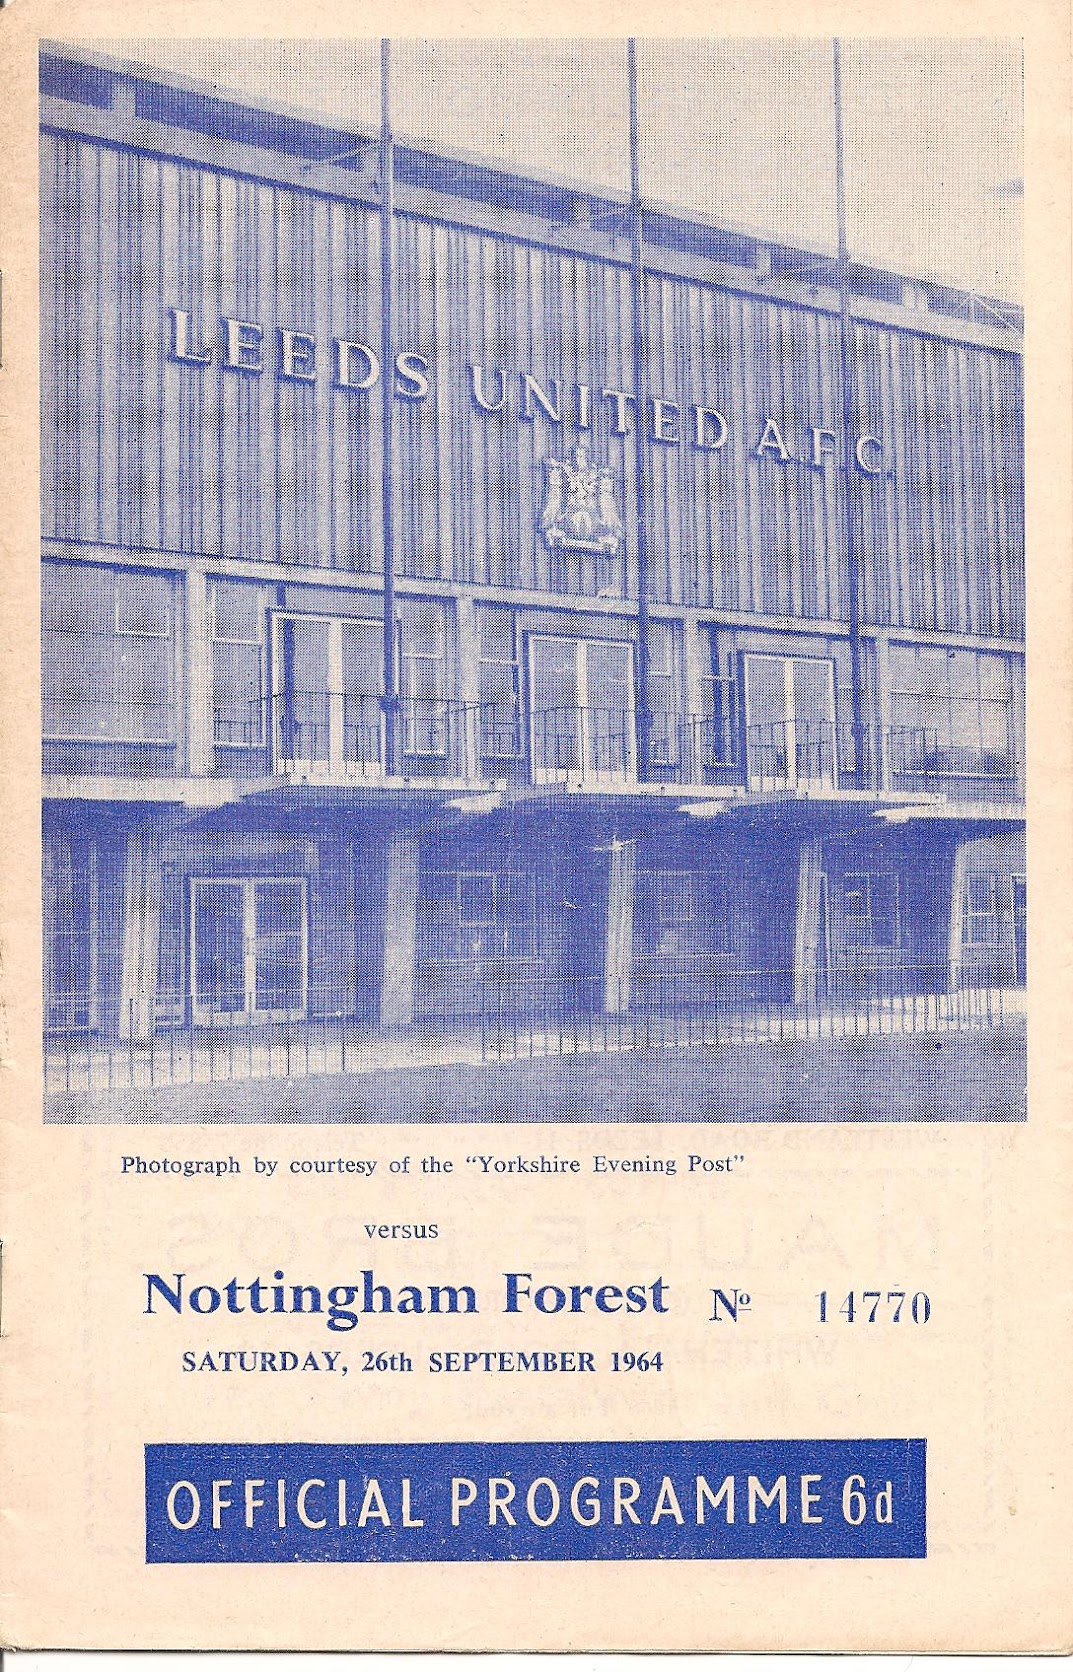 LEEDS UNITED A.F.C.
Photograph by courtesy of the "Yorkshire Evening Post"
versus
Nottingham Forest Nº 14770
SATURDAY, 26th SEPTEMBER 1964
OFFICIAL PROGRAMME 6d